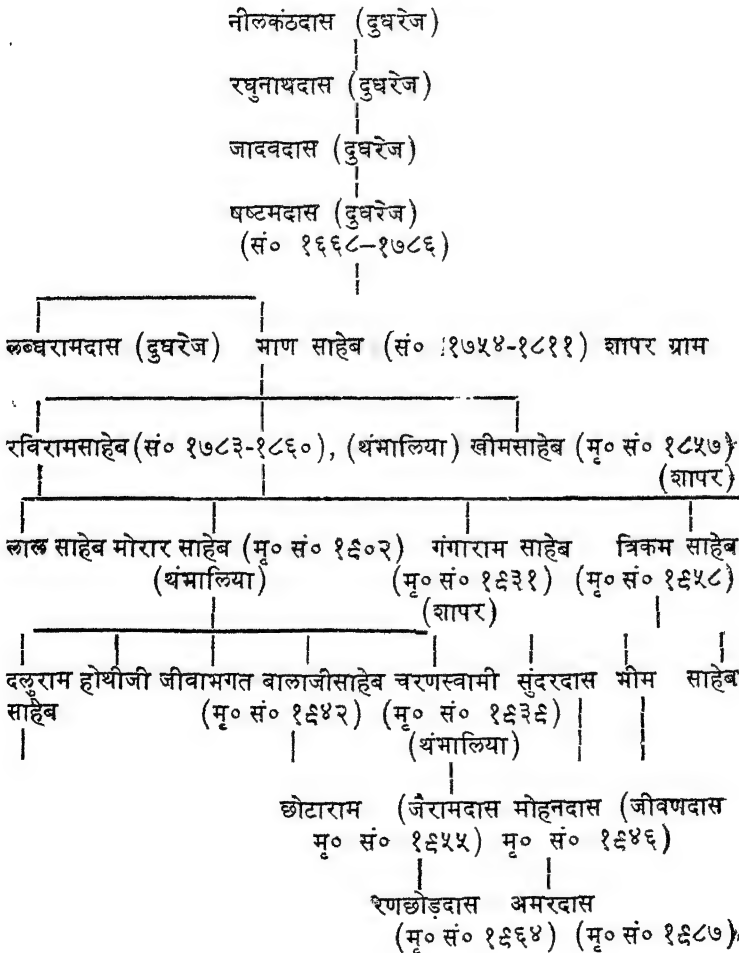 नीलकंठदास (दुधरेज)
रघुनाथदास (दुधरेज)
जादवदास (दुधरेज)
षष्टमदास (दुधरेज)
(सं० १६६८–१७८६)
लब्धरामदास (दुधरेज) भाण साहेब (सं० १७५४-१८११) शापर ग्राम
रविरामसाहेब (सं० १७८३-१८६०), (थंभालिया) खीमसाहेब (मृ० सं० १८५७)
(शापर)
लाल साहेब मोरार साहेब (मृ० सं० १९०२) गंगाराम साहेब त्रिकम साहेब
(थंभालिया) (मृ० सं० १९३१) (मृ० सं० १९५८)
(शापर)
दलुराम होथीजी जीवाभगत बालाजीसाहेब चरणस्वामी सुंदरदास भीम साहेब
साहेब (मृ० सं० १९४२) (मृ० सं० १९३९)
(थंभालिया)
छोटाराम (जैरामदास मोहनदास (जीवणदास
मृ० सं० १९५५) मृ० सं० १९४६)
रणछोड़दास अमरदास
(मृ० सं० १९६४) (मृ० सं० १९८७)